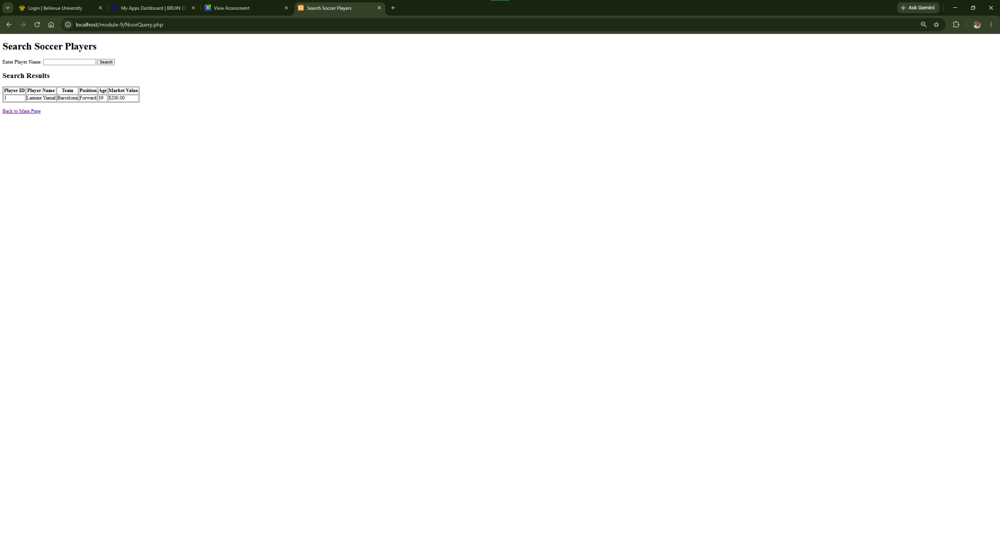 Login | Bellevue University
My Apps Dashboard | BRUIN Co
View Assessment
Search Soccer Players
Ask Gemini
localhost/module-9/NoorQuery.php
Search Soccer Players
Enter Player Name: Search
Search Results
Player ID Player Name Team Position Age Market Value
1 Lamine Yamal Barcelona Forward 19 $200.00
Back to Main Page